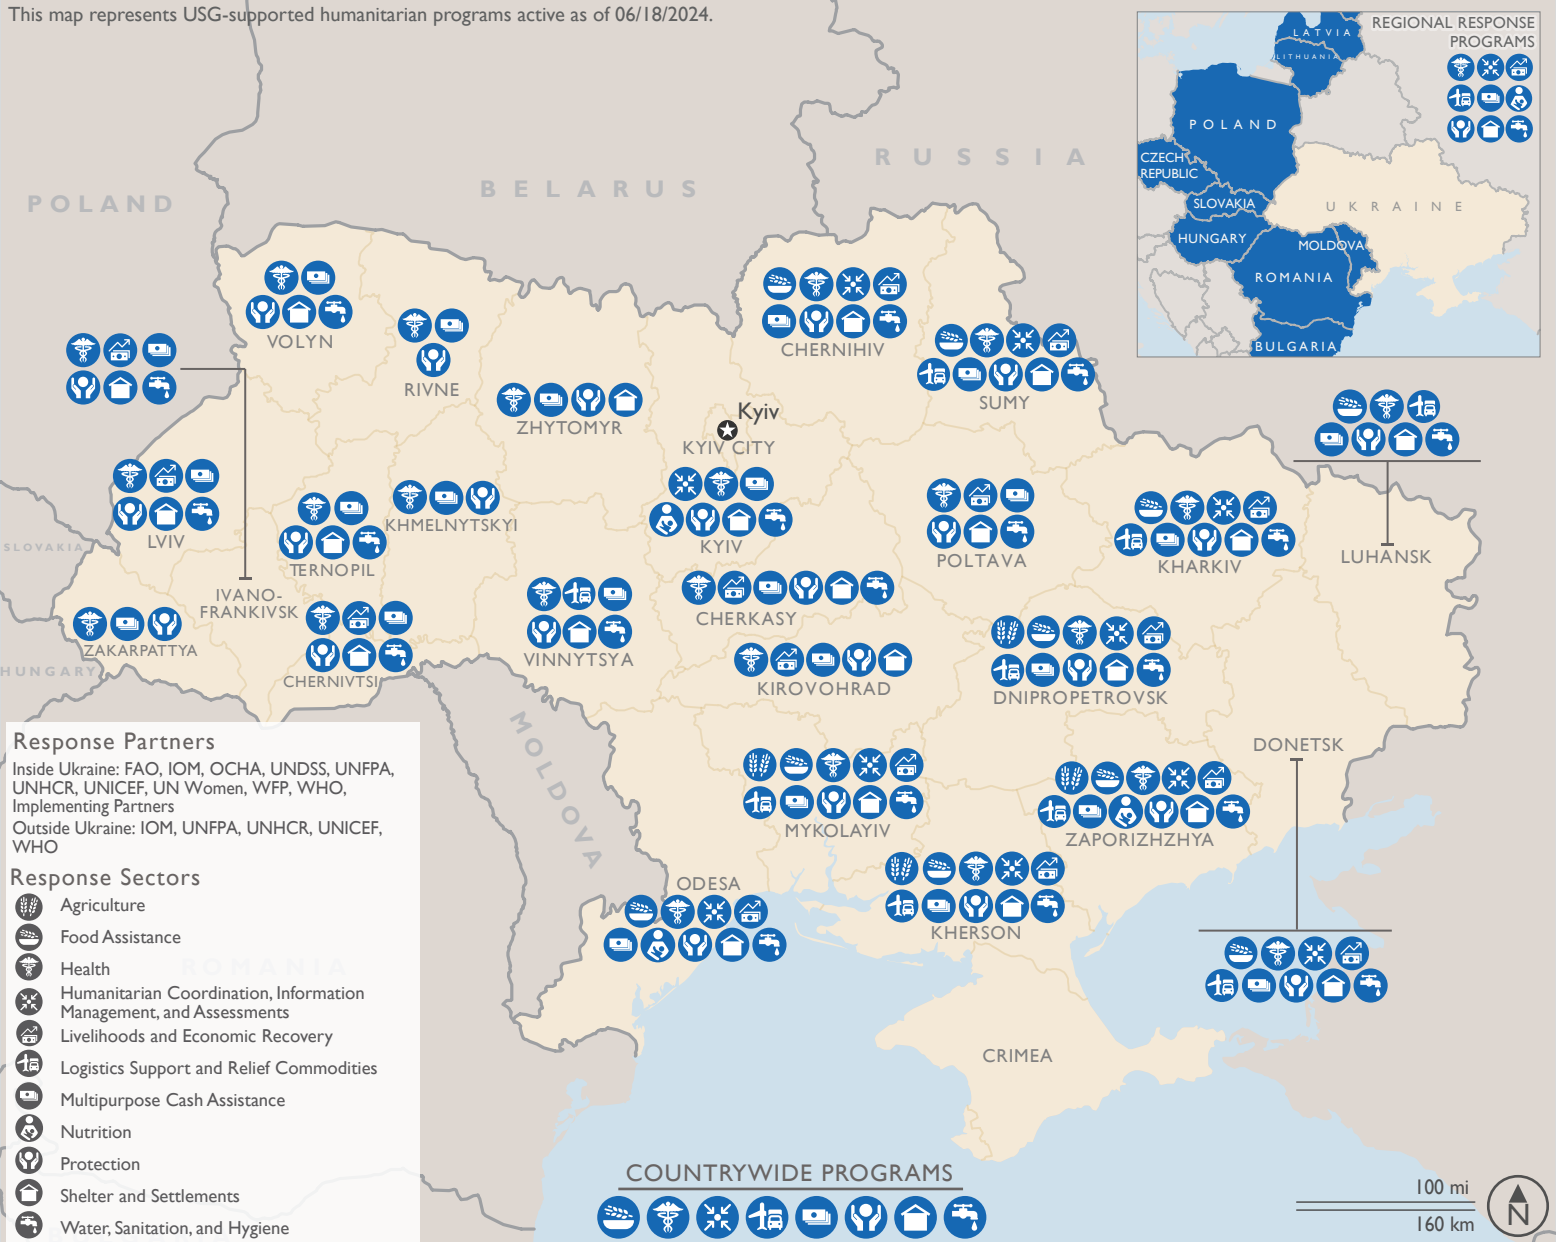 This map represents USG-supported humanitarian programs active as of 06/18/2024.
REGIONAL RESPONSE
PROGRAMS
LATVIA
LITHUANIA
POLAND
CZECH
REPUBLIC
SLOVAKIA
UKRAINE
HUNGARY
MOLDOVA
ROMANIA
BULGARIA
RUSSIA
BELARUS
POLAND
VOLYN
RIVNE
CHERNIHIV
SUMY
ZHYTOMYR
Kyiv
KYIV CITY
LVIV
KHMELNYTSKYI
TERNOPIL
KYIV
POLTAVA
KHARKIV
LUHANSK
SLOVAKIA
IVANO-
FRANKIVSK
CHERKASY
ZAKARPATTYA
VINNYTSYA
HUNGARY
CHERNIVTSI
KIROVOHRAD
DNIPROPETROVSK
MOLDOVA
DONETSK
MYKOLAYIV
ZAPORIZHZHYA
ODESA
KHERSON
CRIMEA
Response Partners
Inside Ukraine: FAO, IOM, OCHA, UNDSS, UNFPA,
UNHCR, UNICEF, UN Women, WFP, WHO,
Implementing Partners
Outside Ukraine: IOM, UNFPA, UNHCR, UNICEF,
WHO
Response Sectors
Agriculture
Food Assistance
Health
ROMANIA
Humanitarian Coordination, Information
Management, and Assessments
Livelihoods and Economic Recovery
Logistics Support and Relief Commodities
Multipurpose Cash Assistance
Nutrition
Protection
Shelter and Settlements
Water, Sanitation, and Hygiene
COUNTRYWIDE PROGRAMS
100 mi
160 km
N